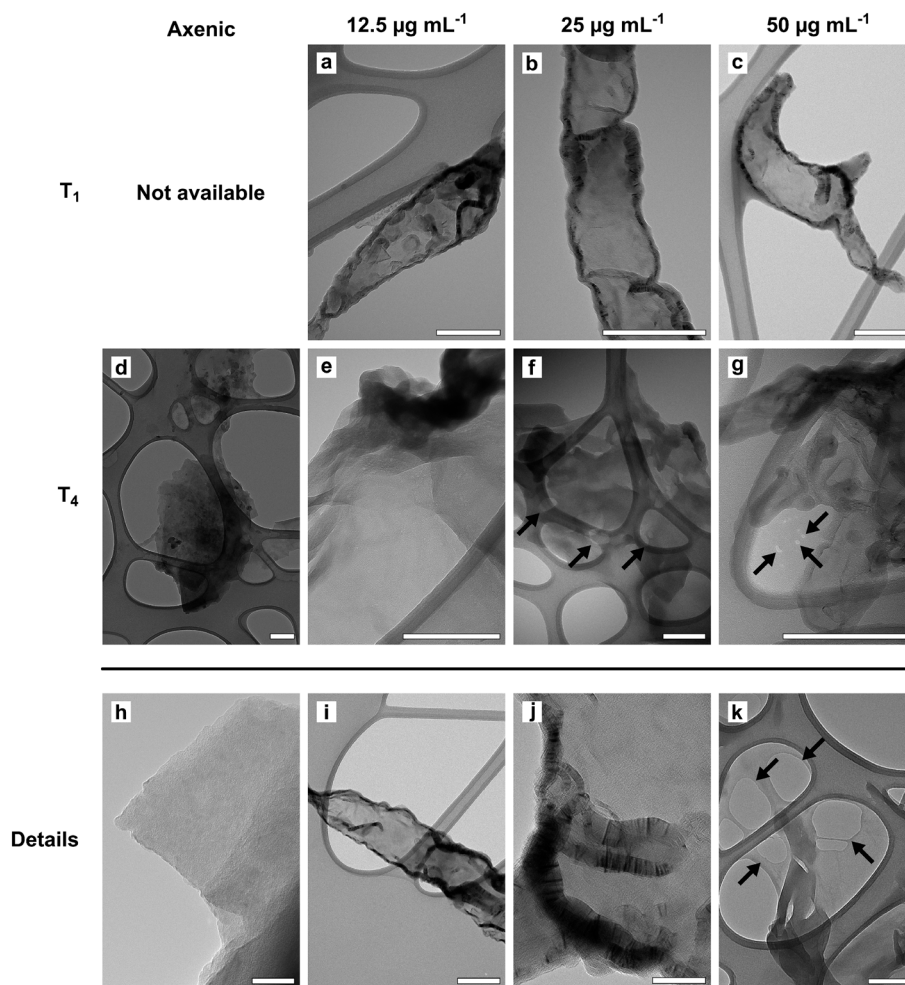 Axenic 12.5 µg mL⁻¹ 25 µg mL⁻¹ 50 µg mL⁻¹
a b c
T₁ Not available
d e f g
T₄
h i j k
Details